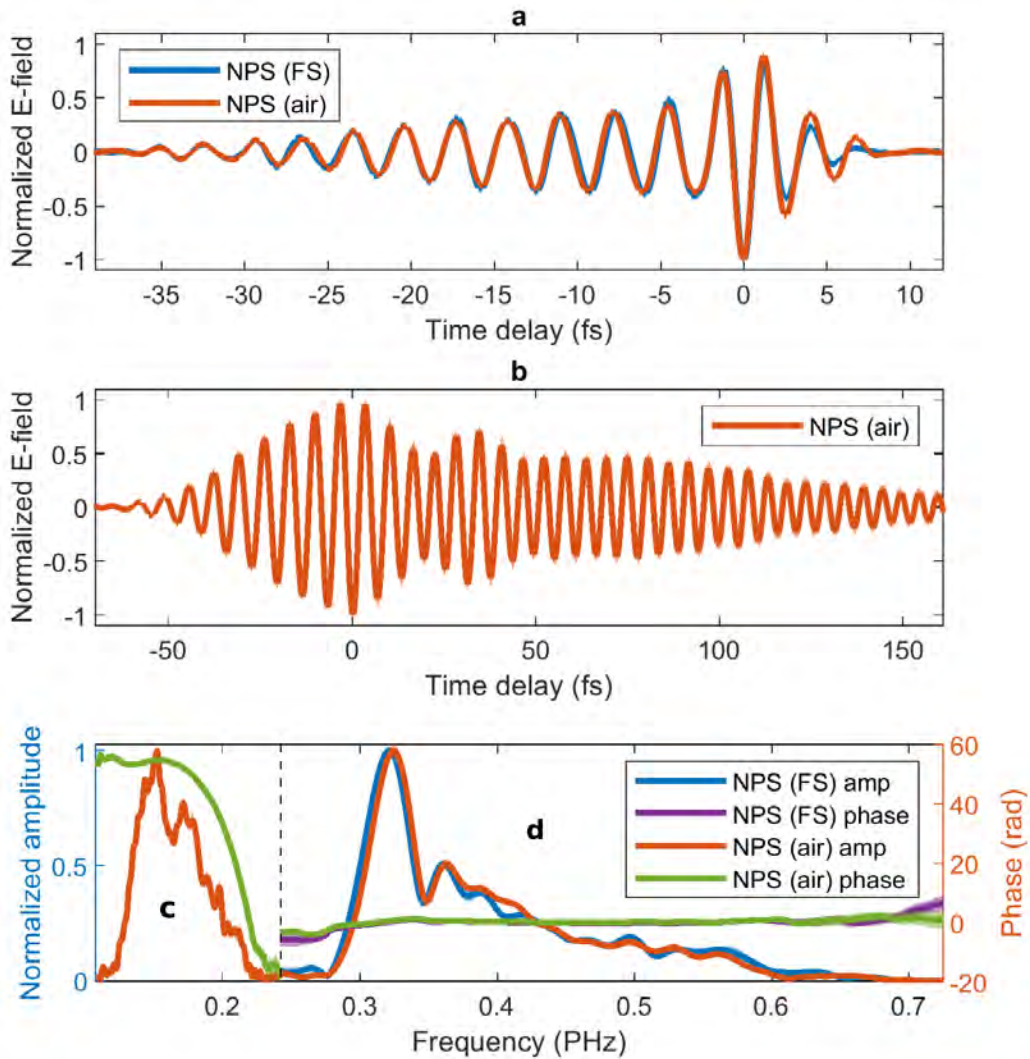 a
Normalized E-field
1
0.5
0
-0.5
-1
NPS (FS)
NPS (air)
-35 -30 -25 -20 -15 -10 -5 0 5 10
Time delay (fs)
b
Normalized E-field
1
0.5
0
-0.5
-1
NPS (air)
-50 0 50 100 150
Time delay (fs)
Normalized amplitude
1
0.5
0
c
d
NPS (FS) amp
NPS (FS) phase
NPS (air) amp
NPS (air) phase
60
40
20
0
-20
Phase (rad)
0.2 0.3 0.4 0.5 0.6 0.7
Frequency (PHz)